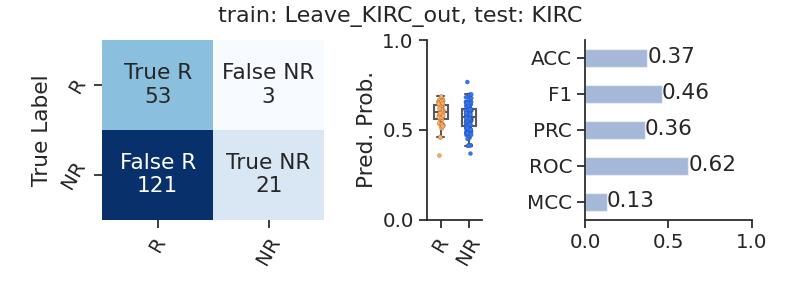 train: Leave_KIRC_out, test: KIRC
True Label
R
NR
True R
53
False NR
3
False R
121
True NR
21
R
NR
Pred. Prob.
1.0
0.5
0.0
R
NR
ACC
F1
PRC
ROC
MCC
0.37
0.46
0.36
0.62
0.13
0.0
0.5
1.0